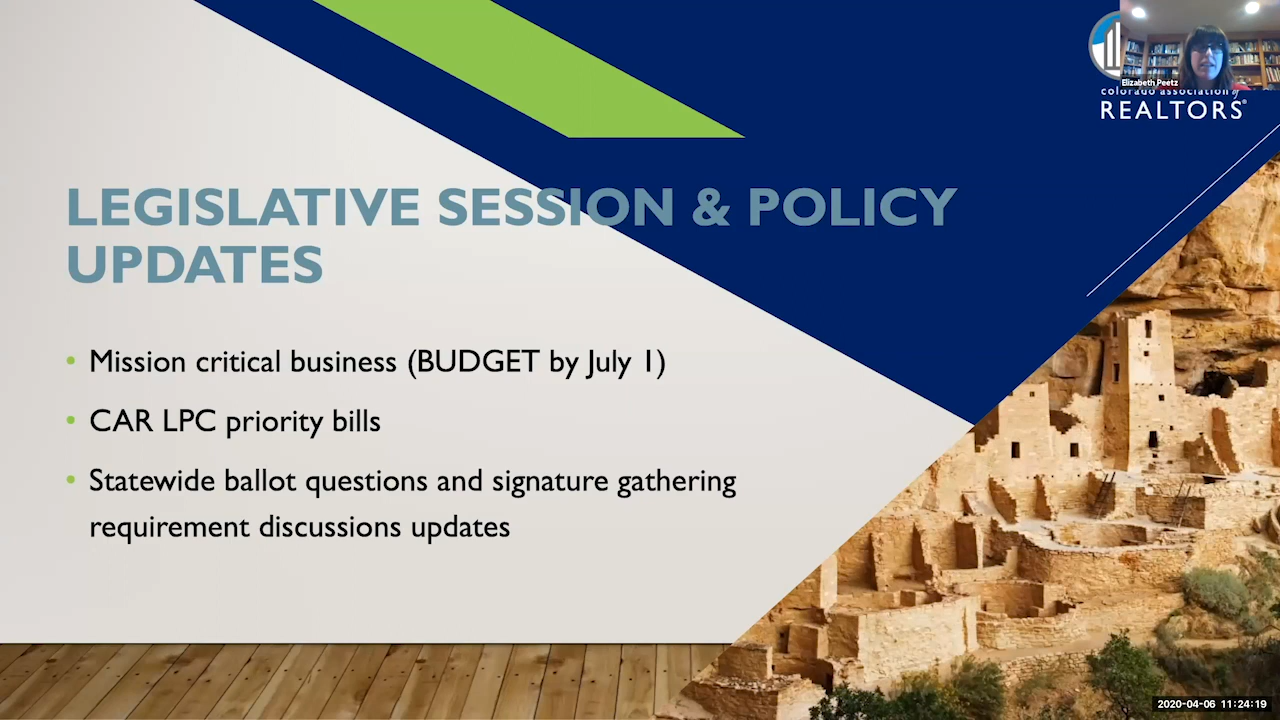 Elizabeth Peetz
colorado association of
REALTORS®
LEGISLATIVE SESSION & POLICY
UPDATES
• Mission critical business (BUDGET by July 1)
• CAR LPC priority bills
• Statewide ballot questions and signature gathering
requirement discussions updates
2020-04-06 11:24:19